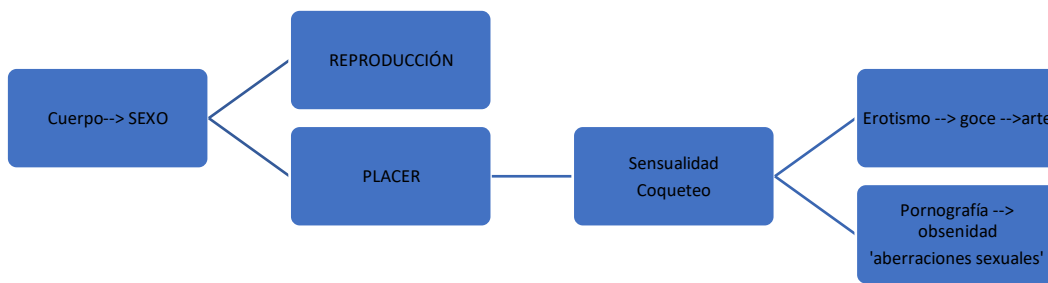 Cuerpo--> SEXO
REPRODUCCIÓN
PLACER
Sensualidad
Coqueteo
Erotismo --> goce -->arte
Pornografía -->
obsenidad
'aberraciones sexuales'